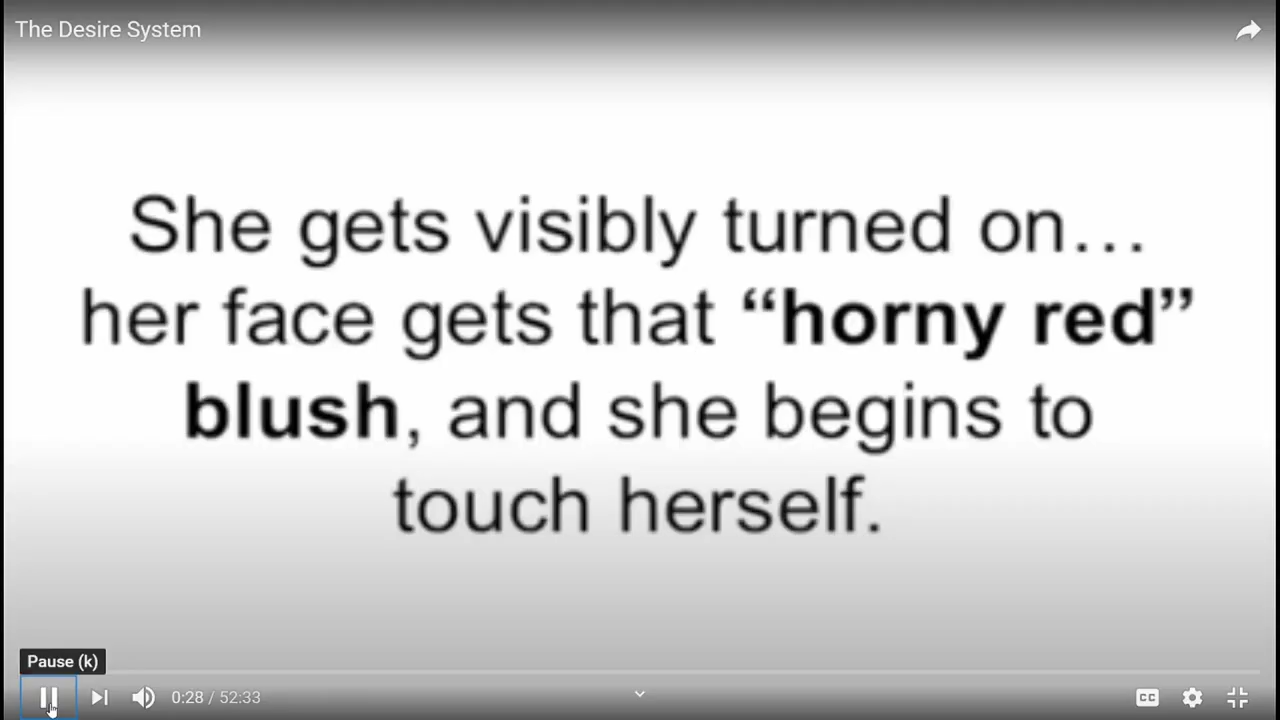 The Desire System
She gets visibly turned on…
her face gets that “horny red”
blush, and she begins to
touch herself.
Pause (k)
0:28 / 52:33
CC